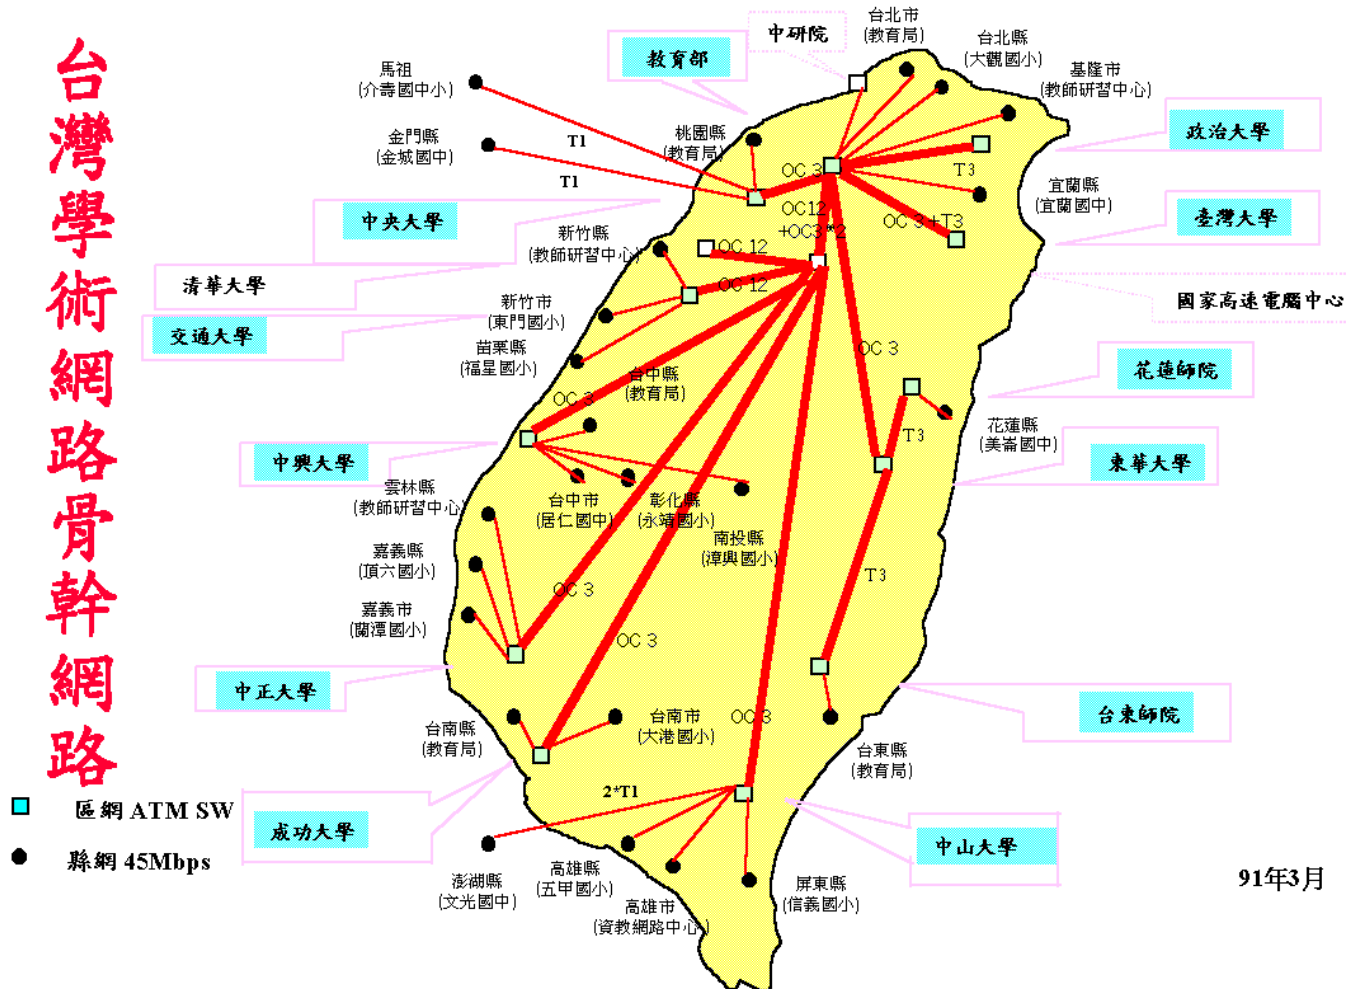 台灣學術網路骨幹網路
台北市
(教育局)
中研院
台北縣
(大觀國小)
教育部
基隆市
(教師研習中心)
馬祖
(介壽國中小)
政治大學
金門縣
(金城國中)
T1
桃園縣
(教育局)
OC 3
T3
T1
宜蘭縣
(宜蘭國中)
中央大學
OC12
+OC3*2
OC 3 +T3
臺灣大學
新竹縣
(教師研習中心)
OC 12
清華大學
OC 12
國家高速電腦中心
新竹市
(東門國小)
交通大學
苗栗縣
(福星國小)
OC 3
台中縣
(教育局)
花蓮師院
OC 3
花蓮縣
(美崙國中)
T3
中興大學
東華大學
雲林縣
(教師研習中心)
台中市
(居仁國中)
彰化縣
(永靖國小)
南投縣
(漳興國小)
嘉義縣
(頂六國小)
OC 3
T3
嘉義市
(蘭潭國小)
OC 3
中正大學
台東師院
OC 3
台南縣
(教育局)
台南市
(大港國小)
台東縣
(教育局)
2*T1
區網 ATM SW
成功大學
中山大學
縣網 45Mbps
澎湖縣
(文光國中)
高雄縣
(五甲國小)
高雄市
(資教網路中心)
屏東縣
(信義國小)
91年3月